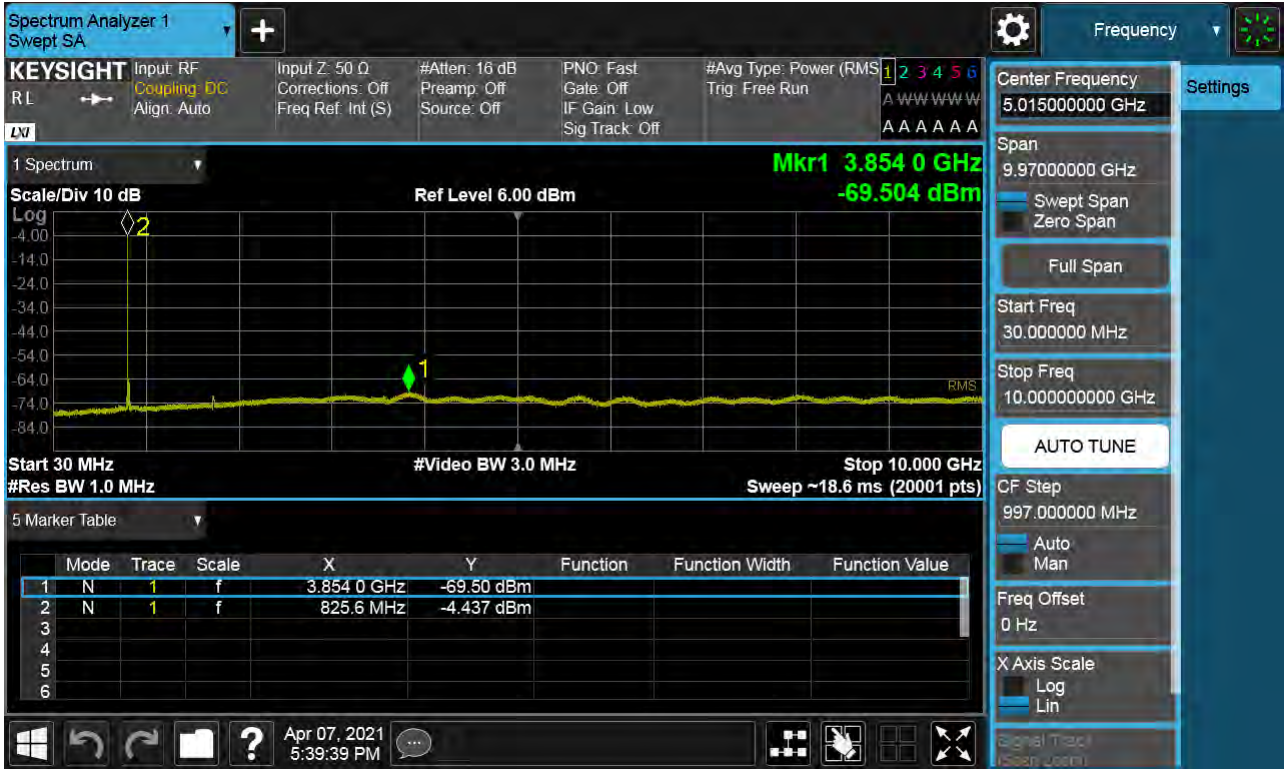 Spectrum Analyzer 1
Swept SA
Frequency
KEYSIGHT
RL
LXI
Input: RF
Coupling: DC
Align: Auto
Input Z: 50 Ω
Corrections: Off
Freq Ref: Int (S)
#Atten: 16 dB
Preamp: Off
Source: Off
PNO: Fast
Gate: Off
IF Gain: Low
Sig Track: Off
#Avg Type: Power (RMS
Trig: Free Run
1 2 3 4 5 6
A W W W W W
A A A A A A
1 Spectrum
Mkr1 3.854 0 GHz
-69.504 dBm
Scale/Div 10 dB
Ref Level 6.00 dBm
Log
-4.00
-14.0
-24.0
-34.0
-44.0
-54.0
-64.0
-74.0
-84.0
2
1
RMS
Start 30 MHz
#Video BW 3.0 MHz
Stop 10.000 GHz
#Res BW 1.0 MHz
Sweep ~18.6 ms (20001 pts)
5 Marker Table
Mode Trace Scale X Y Function Function Width Function Value
1 N 1 f 3.854 0 GHz -69.50 dBm
2 N 1 f 825.6 MHz -4.437 dBm
3
4
5
6
?
Apr 07, 2021
5:39:39 PM
Center Frequency
5.015000000 GHz
Settings
Span
9.97000000 GHz
Swept Span
Zero Span
Full Span
Start Freq
30.000000 MHz
Stop Freq
10.000000000 GHz
AUTO TUNE
CF Step
997.000000 MHz
Auto
Man
Freq Offset
0 Hz
X Axis Scale
Log
Lin
Signal Track
(Span Zoom)